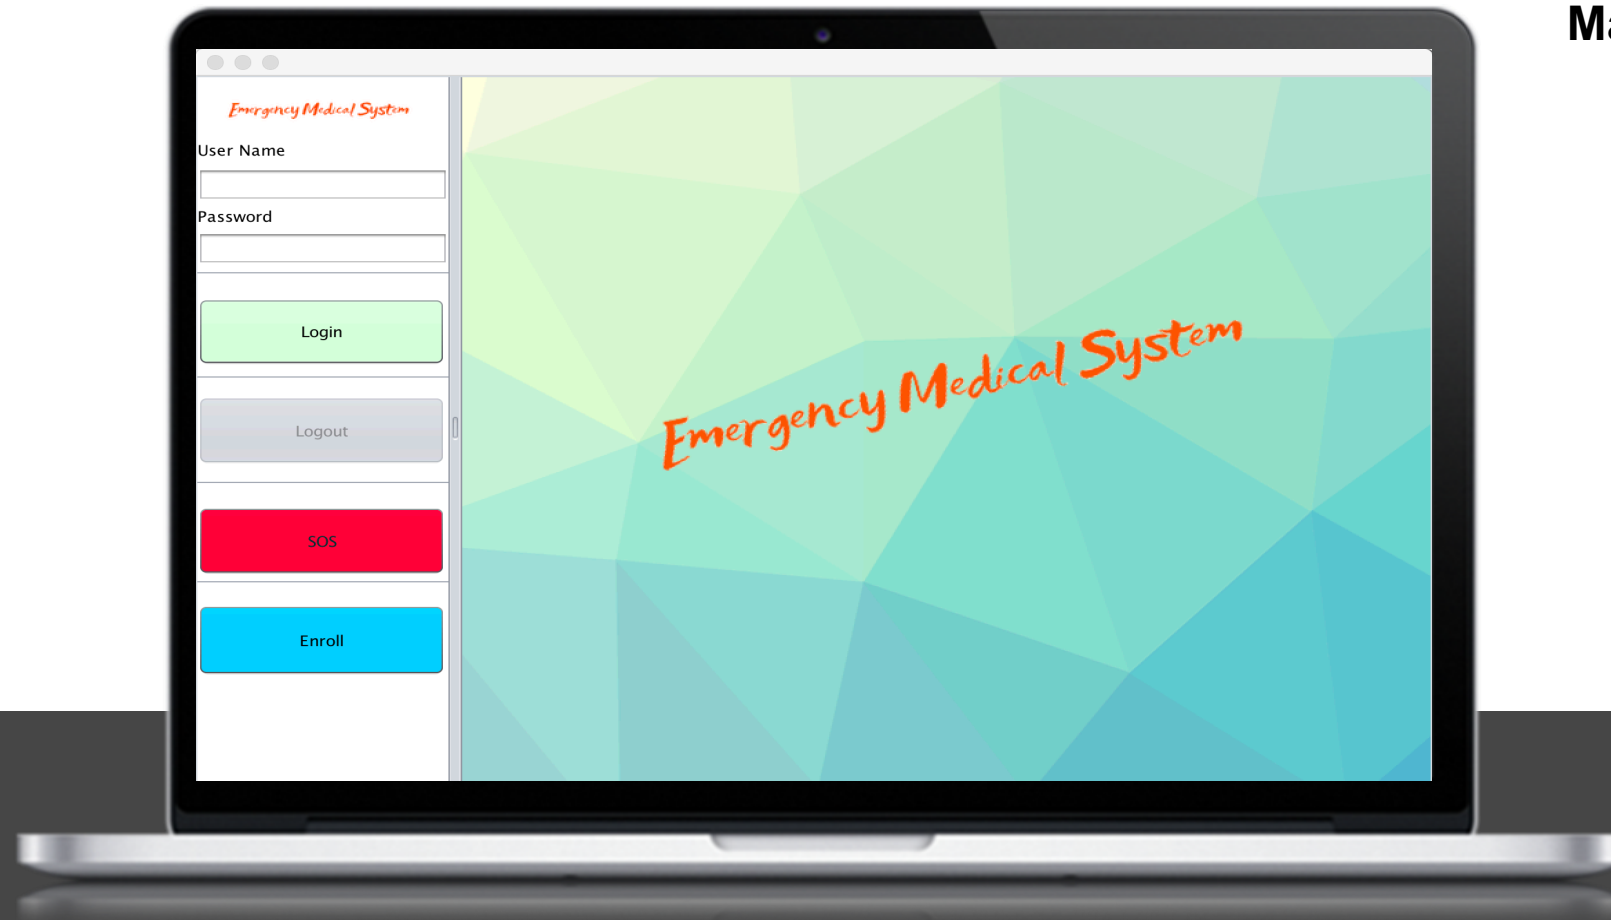 Emergency Medical System
User Name
Password
Login
Logout
SOS
Enroll
Emergency Medical System